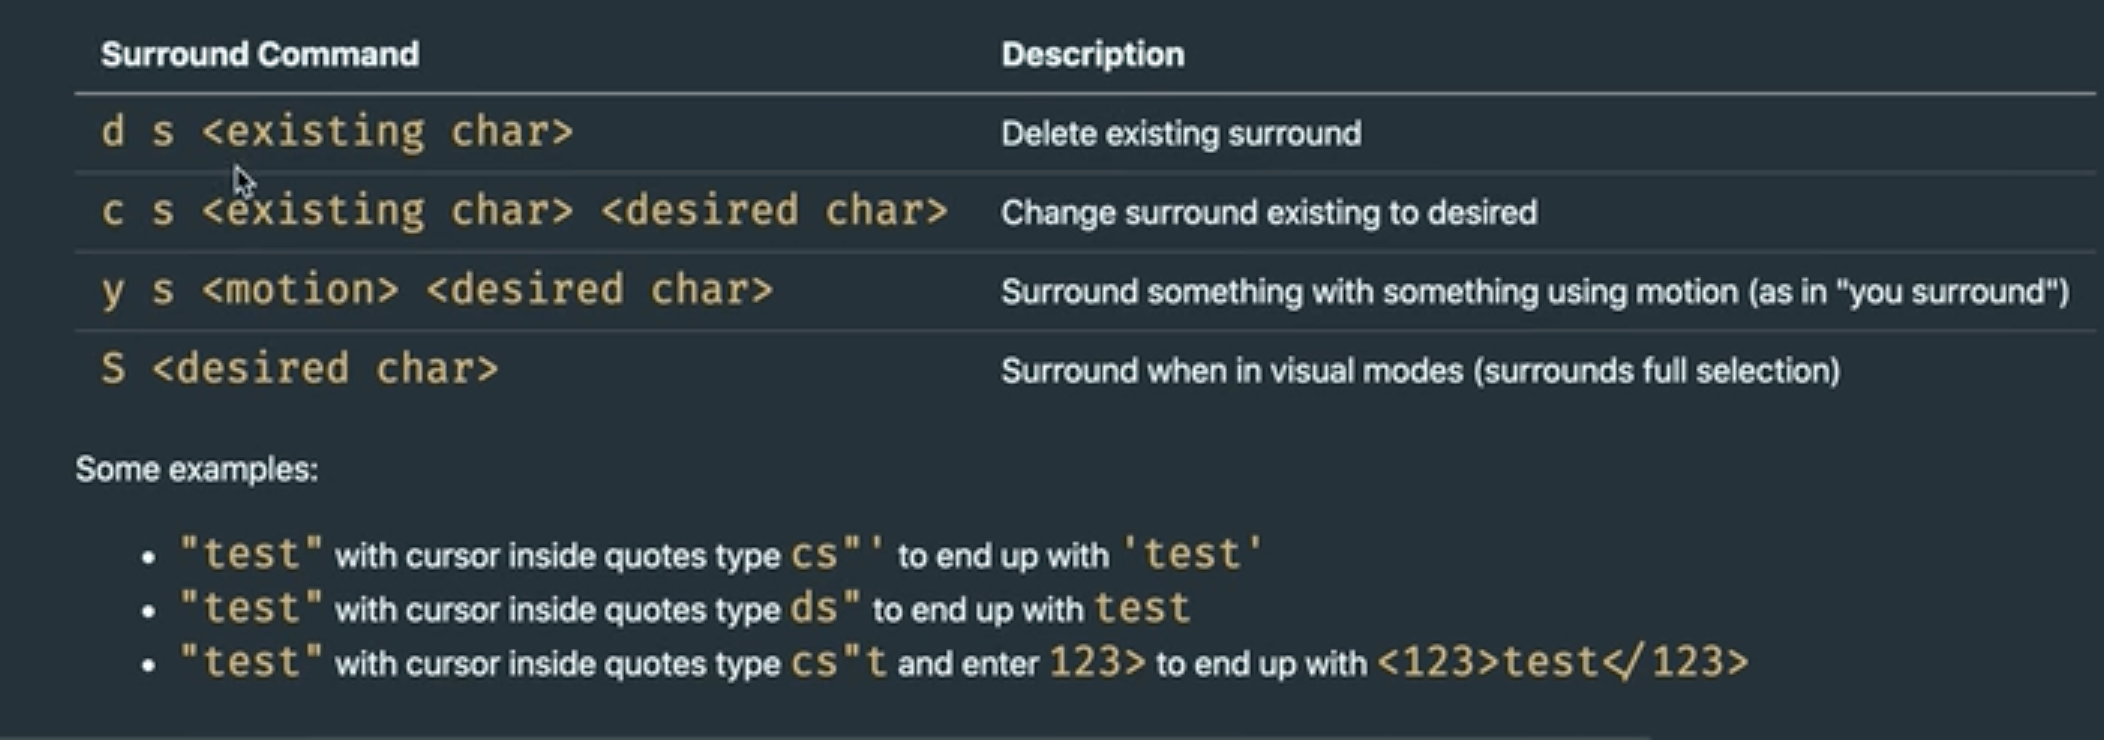 Surround Command Description
d s <existing char> Delete existing surround
c s <existing char> <desired char> Change surround existing to desired
y s <motion> <desired char> Surround something with something using motion (as in "you surround")
S <desired char> Surround when in visual modes (surrounds full selection)
Some examples:
• "test" with cursor inside quotes type cs"' to end up with 'test'
• "test" with cursor inside quotes type ds" to end up with test
• "test" with cursor inside quotes type cs"t and enter 123> to end up with <123>test</123>